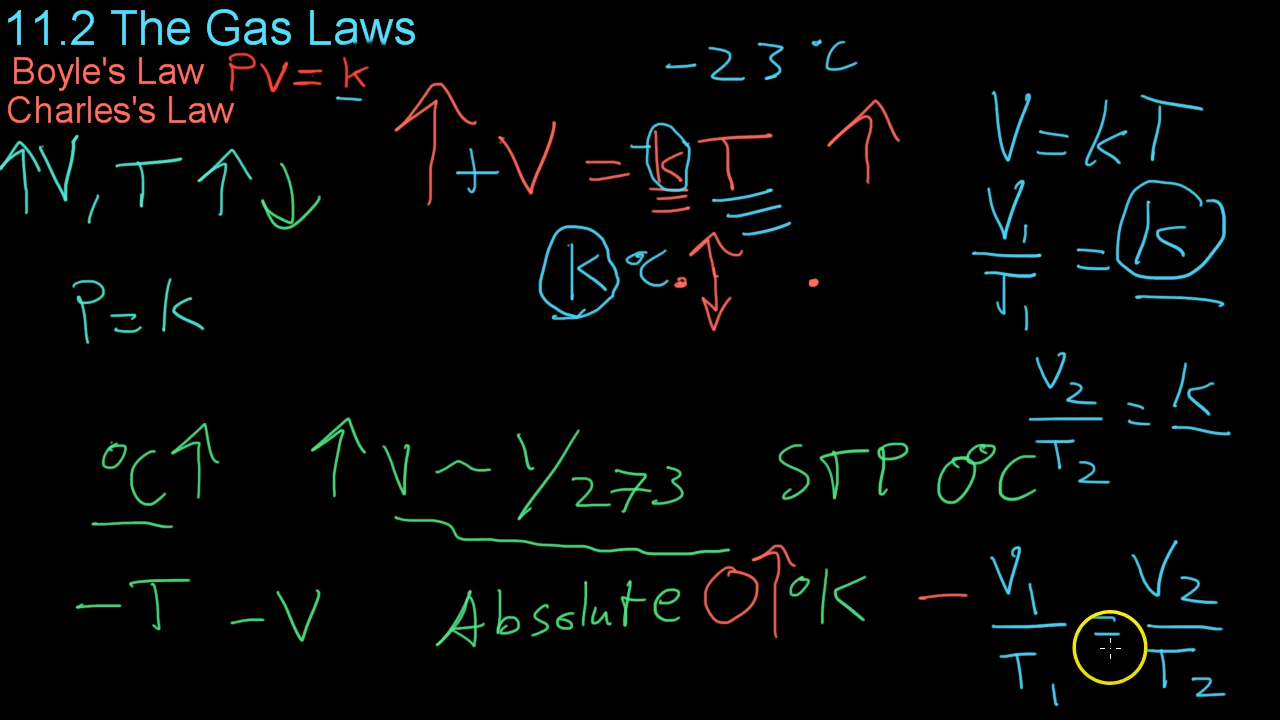 11.2 The Gas Laws
Boyle's Law PV = k
Charles's Law
-23 °C
↑V, T ↑ ↓
↑ + V = -kT ↑
k °C. ↕ .
P = k
V = kT
V1/T1 = k
V2/T2 = k
°C ↑ ↑ V ~ 1/273 STP 0°C
-T -V Absolute 0 ↑ °K
- V1/T1 = V2/T2